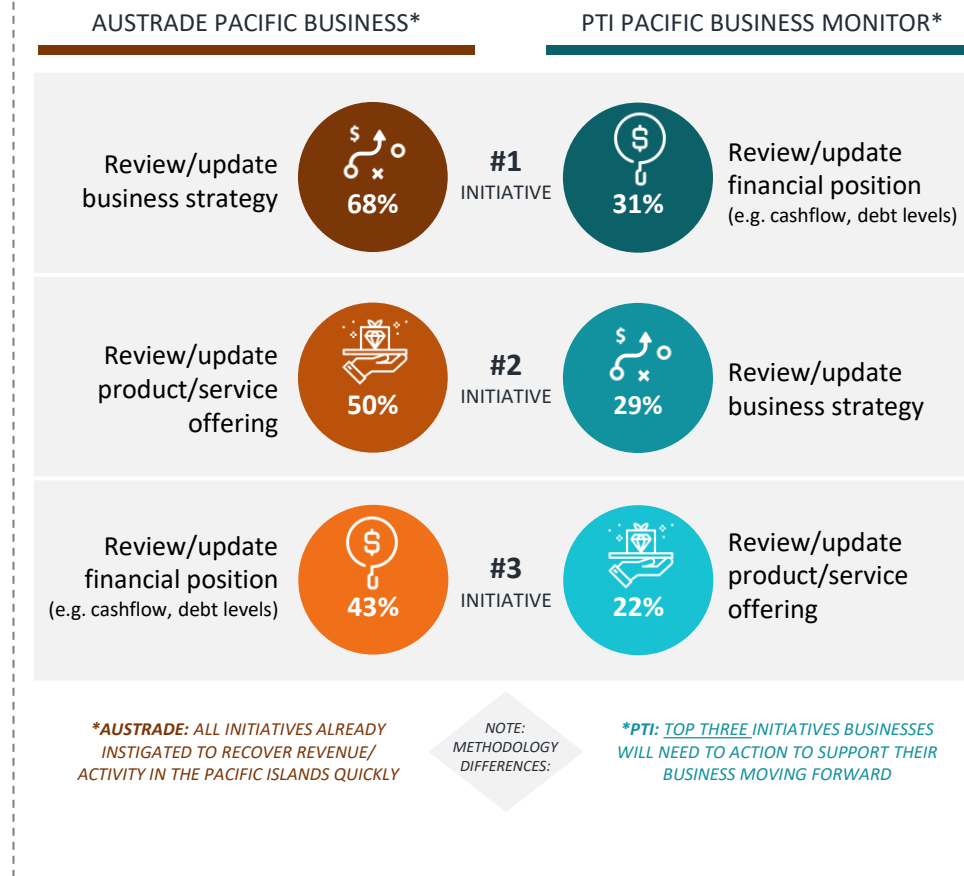 AUSTRADE PACIFIC BUSINESS*
PTI PACIFIC BUSINESS MONITOR*
Review/update
business strategy
68%
#1
INITIATIVE
31%
Review/update
financial position
(e.g. cashflow, debt levels)
Review/update
product/service
offering
50%
#2
INITIATIVE
29%
Review/update
business strategy
Review/update
financial position
(e.g. cashflow, debt levels)
43%
#3
INITIATIVE
22%
Review/update
product/service
offering
*AUSTRADE: ALL INITIATIVES ALREADY
INSTIGATED TO RECOVER REVENUE/
ACTIVITY IN THE PACIFIC ISLANDS QUICKLY
NOTE:
METHODOLOGY
DIFFERENCES:
*PTI: TOP THREE INITIATIVES BUSINESSES
WILL NEED TO ACTION TO SUPPORT THEIR
BUSINESS MOVING FORWARD